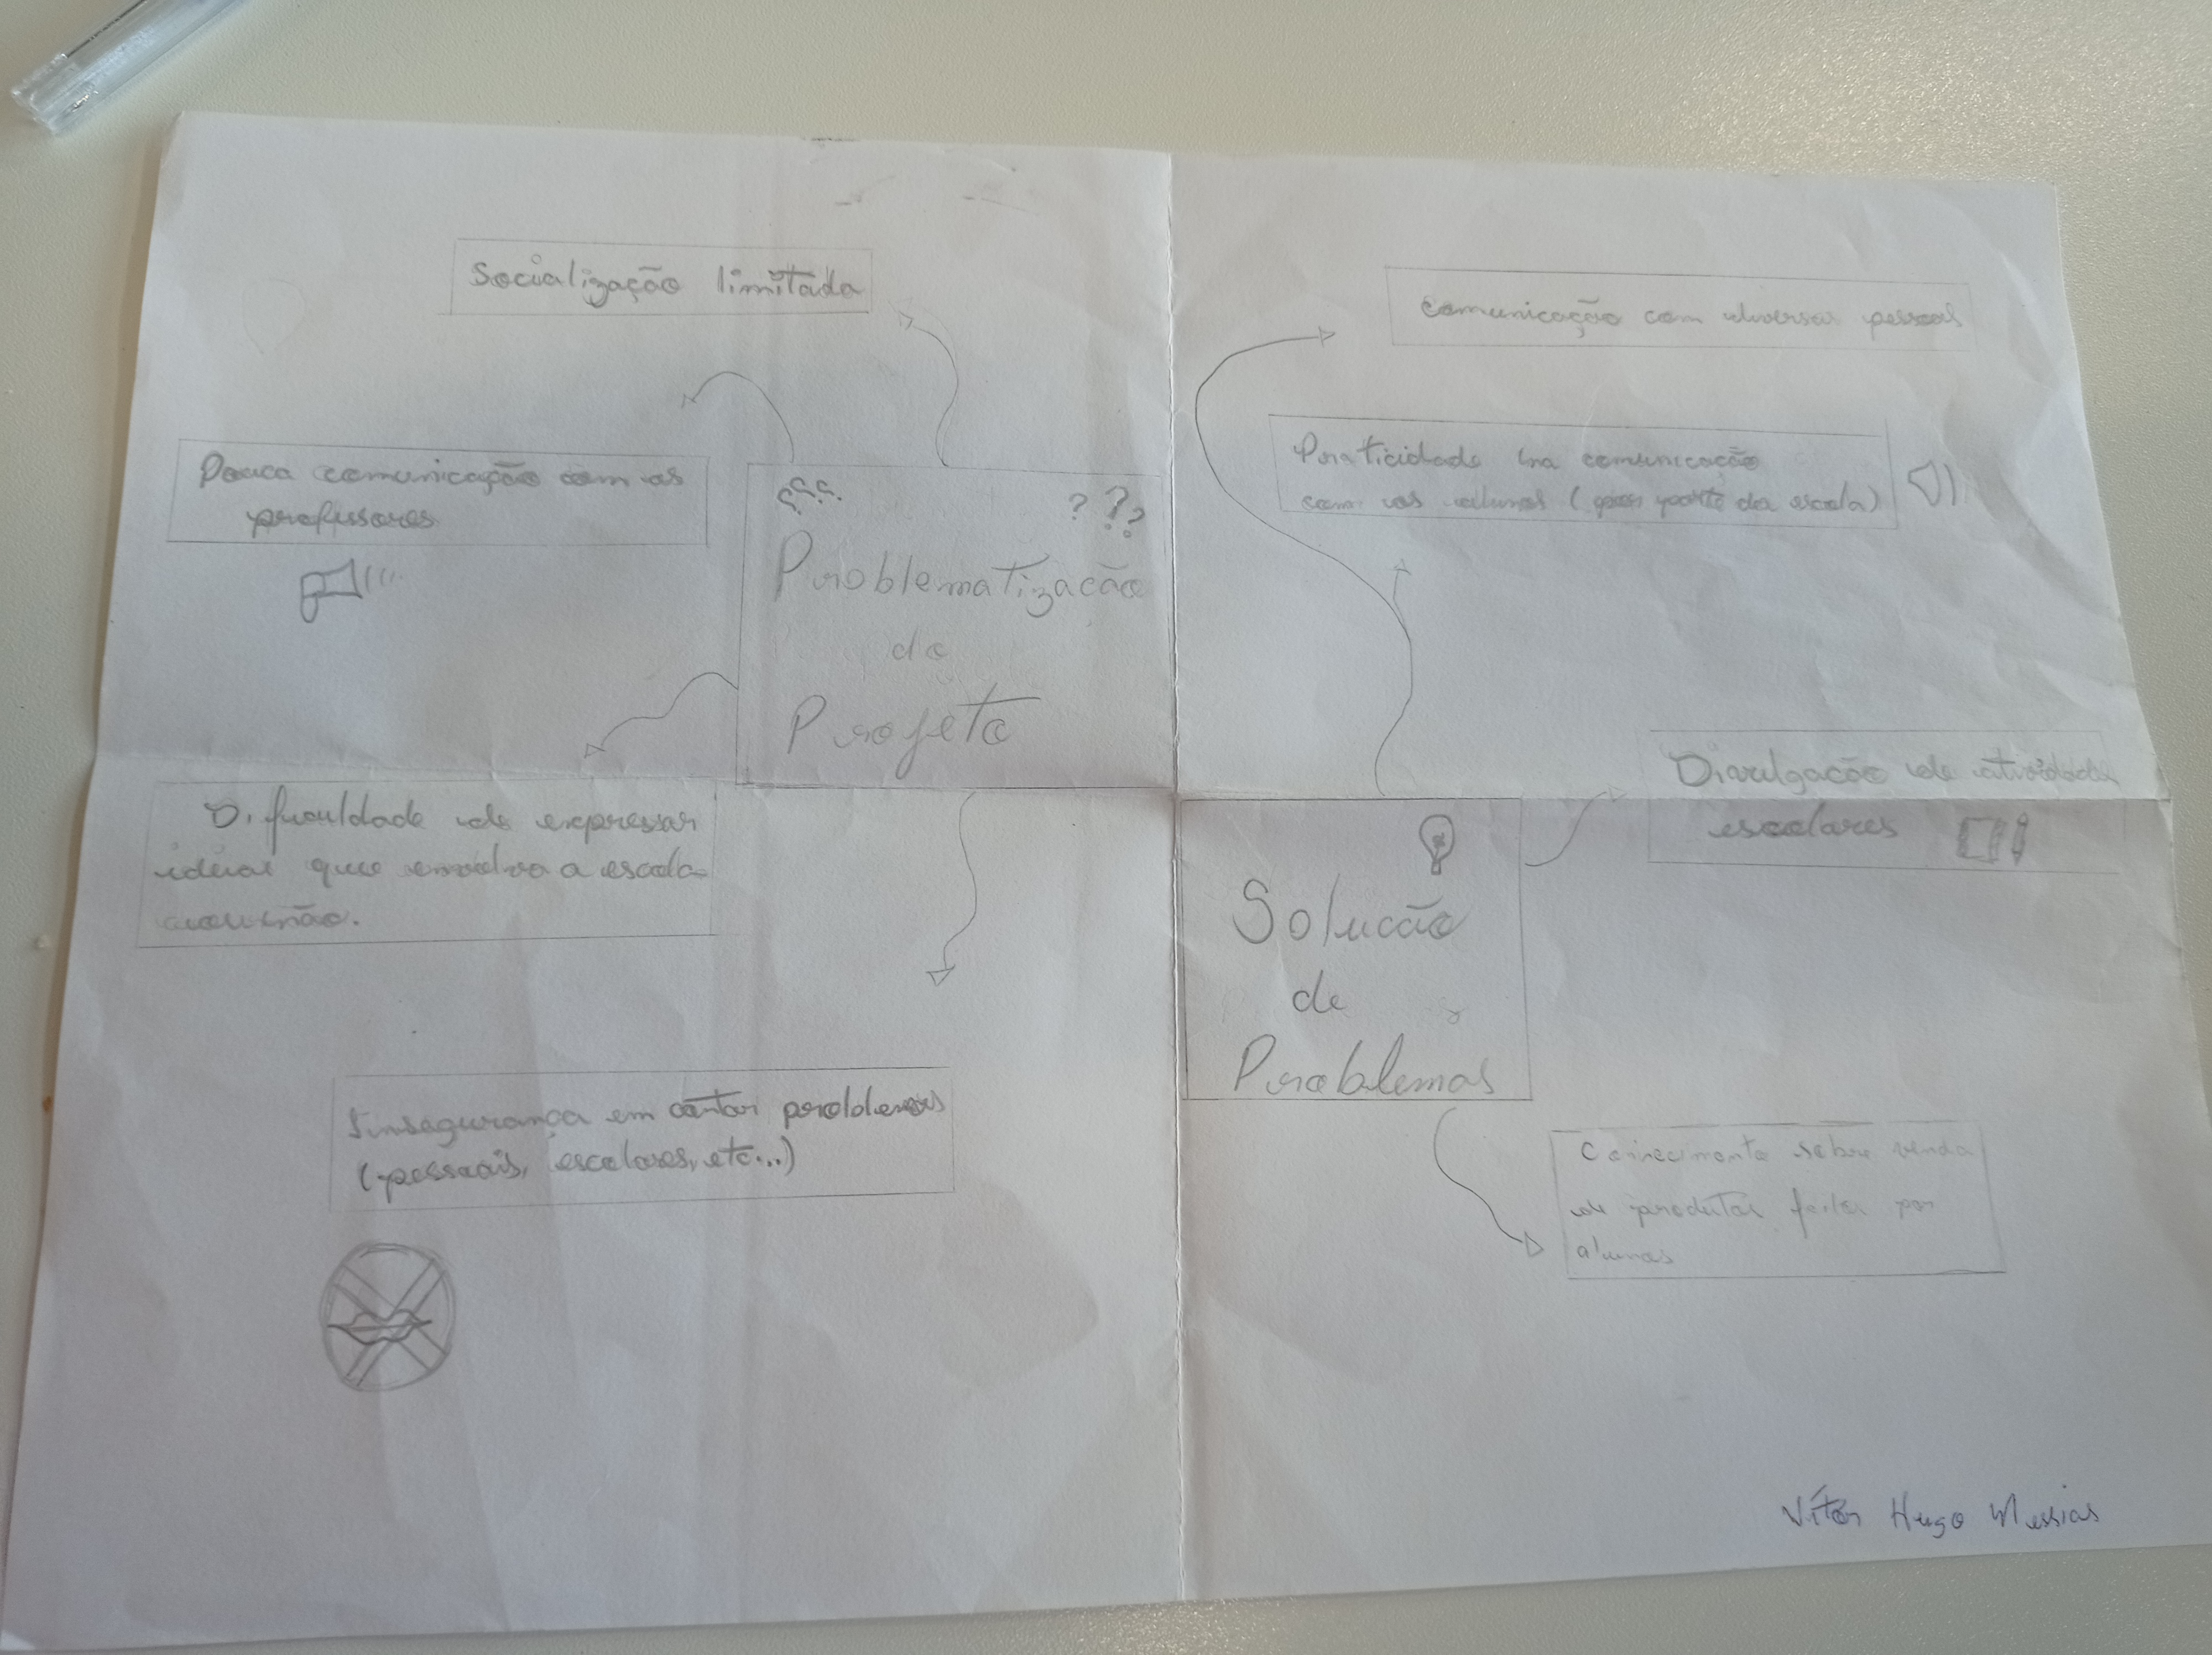 Socialização limitada
Pouca comunicação com os
professores
???
? ??
Problematização
do
Projeto
Dificuldade de expressar
ideias que envolva a escola
ou não.
Insegurança em contar problemas
(pessoais, escolares, etc...)
comunicação com diversas pessoas
Praticidade na comunicação
com os alunos (por parte da escola)
Divulgação de atividades
escolares
Solucão
de
Problemas
Conhecimento sobre venda
de produtos feitos por
alunos
Vítor Hugo Messias